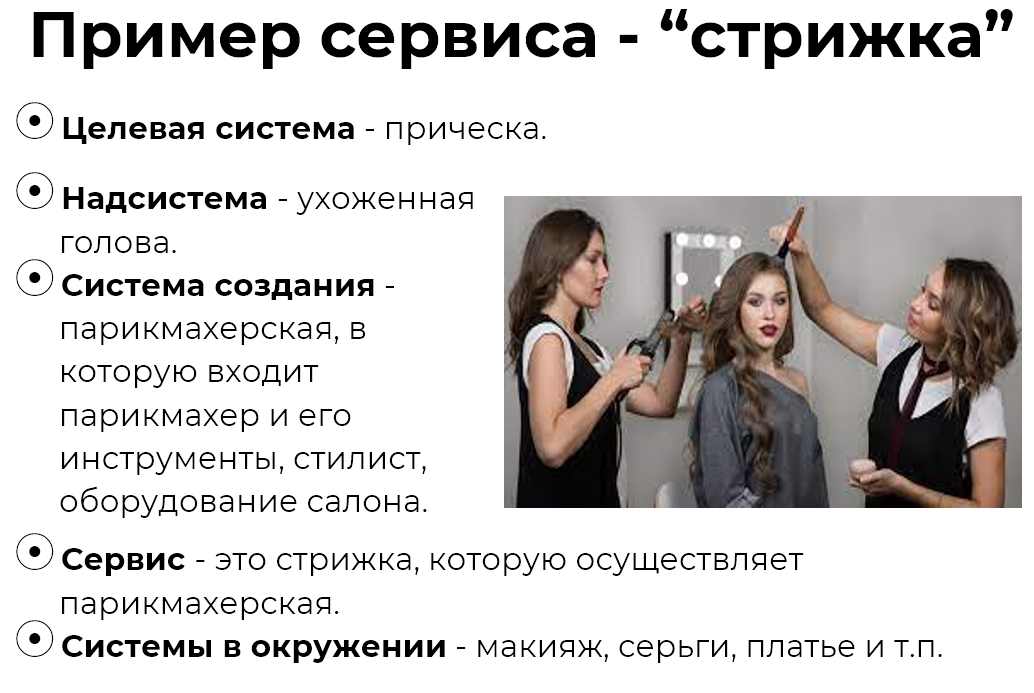 Пример сервиса - “стрижка”
Целевая система - прическа.
Надсистема - ухоженная
голова.
Система создания -
парикмахерская, в
которую входит
парикмахер и его
инструменты, стилист,
оборудование салона.
Сервис - это стрижка, которую осуществляет
парикмахерская.
Системы в окружении - макияж, серьги, платье и т.п.